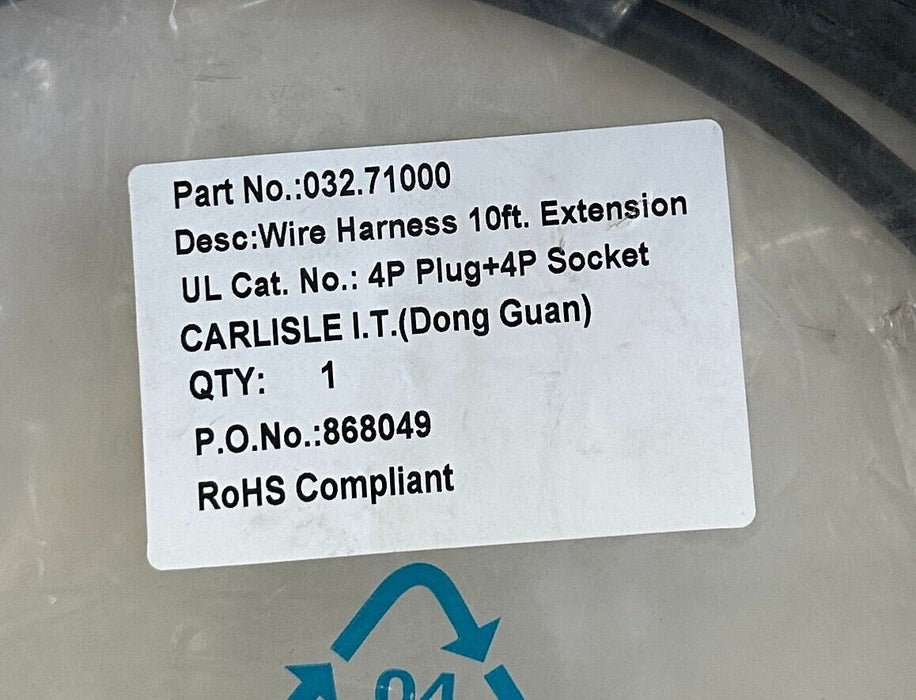 Part No.:032.71000
Desc:Wire Harness 10ft. Extension
UL Cat. No.: 4P Plug+4P Socket
CARLISLE I.T.(Dong Guan)
QTY: 1
P.O.No.:868049
RoHS Compliant